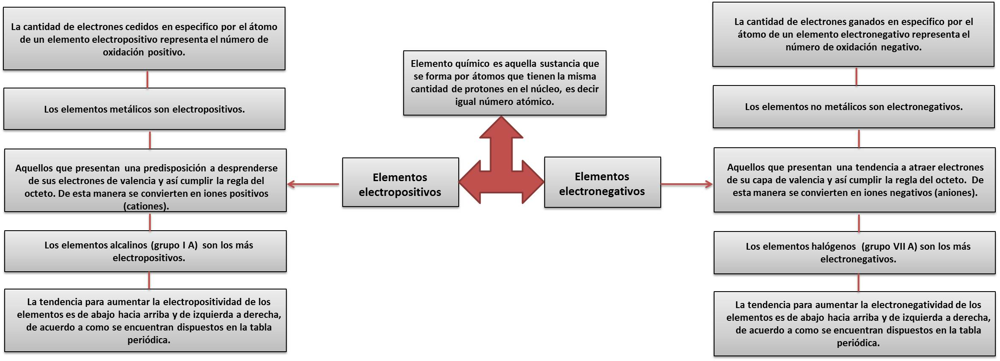 La cantidad de electrones cedidos en especifico por el átomo
de un elemento electropositivo representa el número de
oxidación positivo.
Los elementos metálicos son electropositivos.
Aquellos que presentan una predisposición a desprenderse
de sus electrones de valencia y así cumplir la regla del
octeto. De esta manera se convierten en iones positivos
(cationes).
Los elementos alcalinos (grupo I A) son los más
electropositivos.
La tendencia para aumentar la electropositividad de los
elementos es de abajo hacia arriba y de izquierda a derecha,
de acuerdo a como se encuentran dispuestos en la tabla
periódica.
Elemento químico es aquella sustancia que
se forma por átomos que tienen la misma
cantidad de protones en el núcleo, es decir
igual número atómico.
Elementos
electropositivos
Elementos
electronegativos
La cantidad de electrones ganados en especifico por el
átomo de un elemento electronegativo representa el
número de oxidación negativo.
Los elementos no metálicos son electronegativos.
Aquellos que presentan una tendencia a atraer electrones
de su capa de valencia y así cumplir la regla del octeto. De
esta manera se convierten en iones negativos (aniones).
Los elementos halógenos (grupo VII A) son los más
electronegativos.
La tendencia para aumentar la electronegatividad de los
elementos es de abajo hacia arriba y de izquierda a derecha,
de acuerdo a como se encuentran dispuestos en la tabla
periódica.